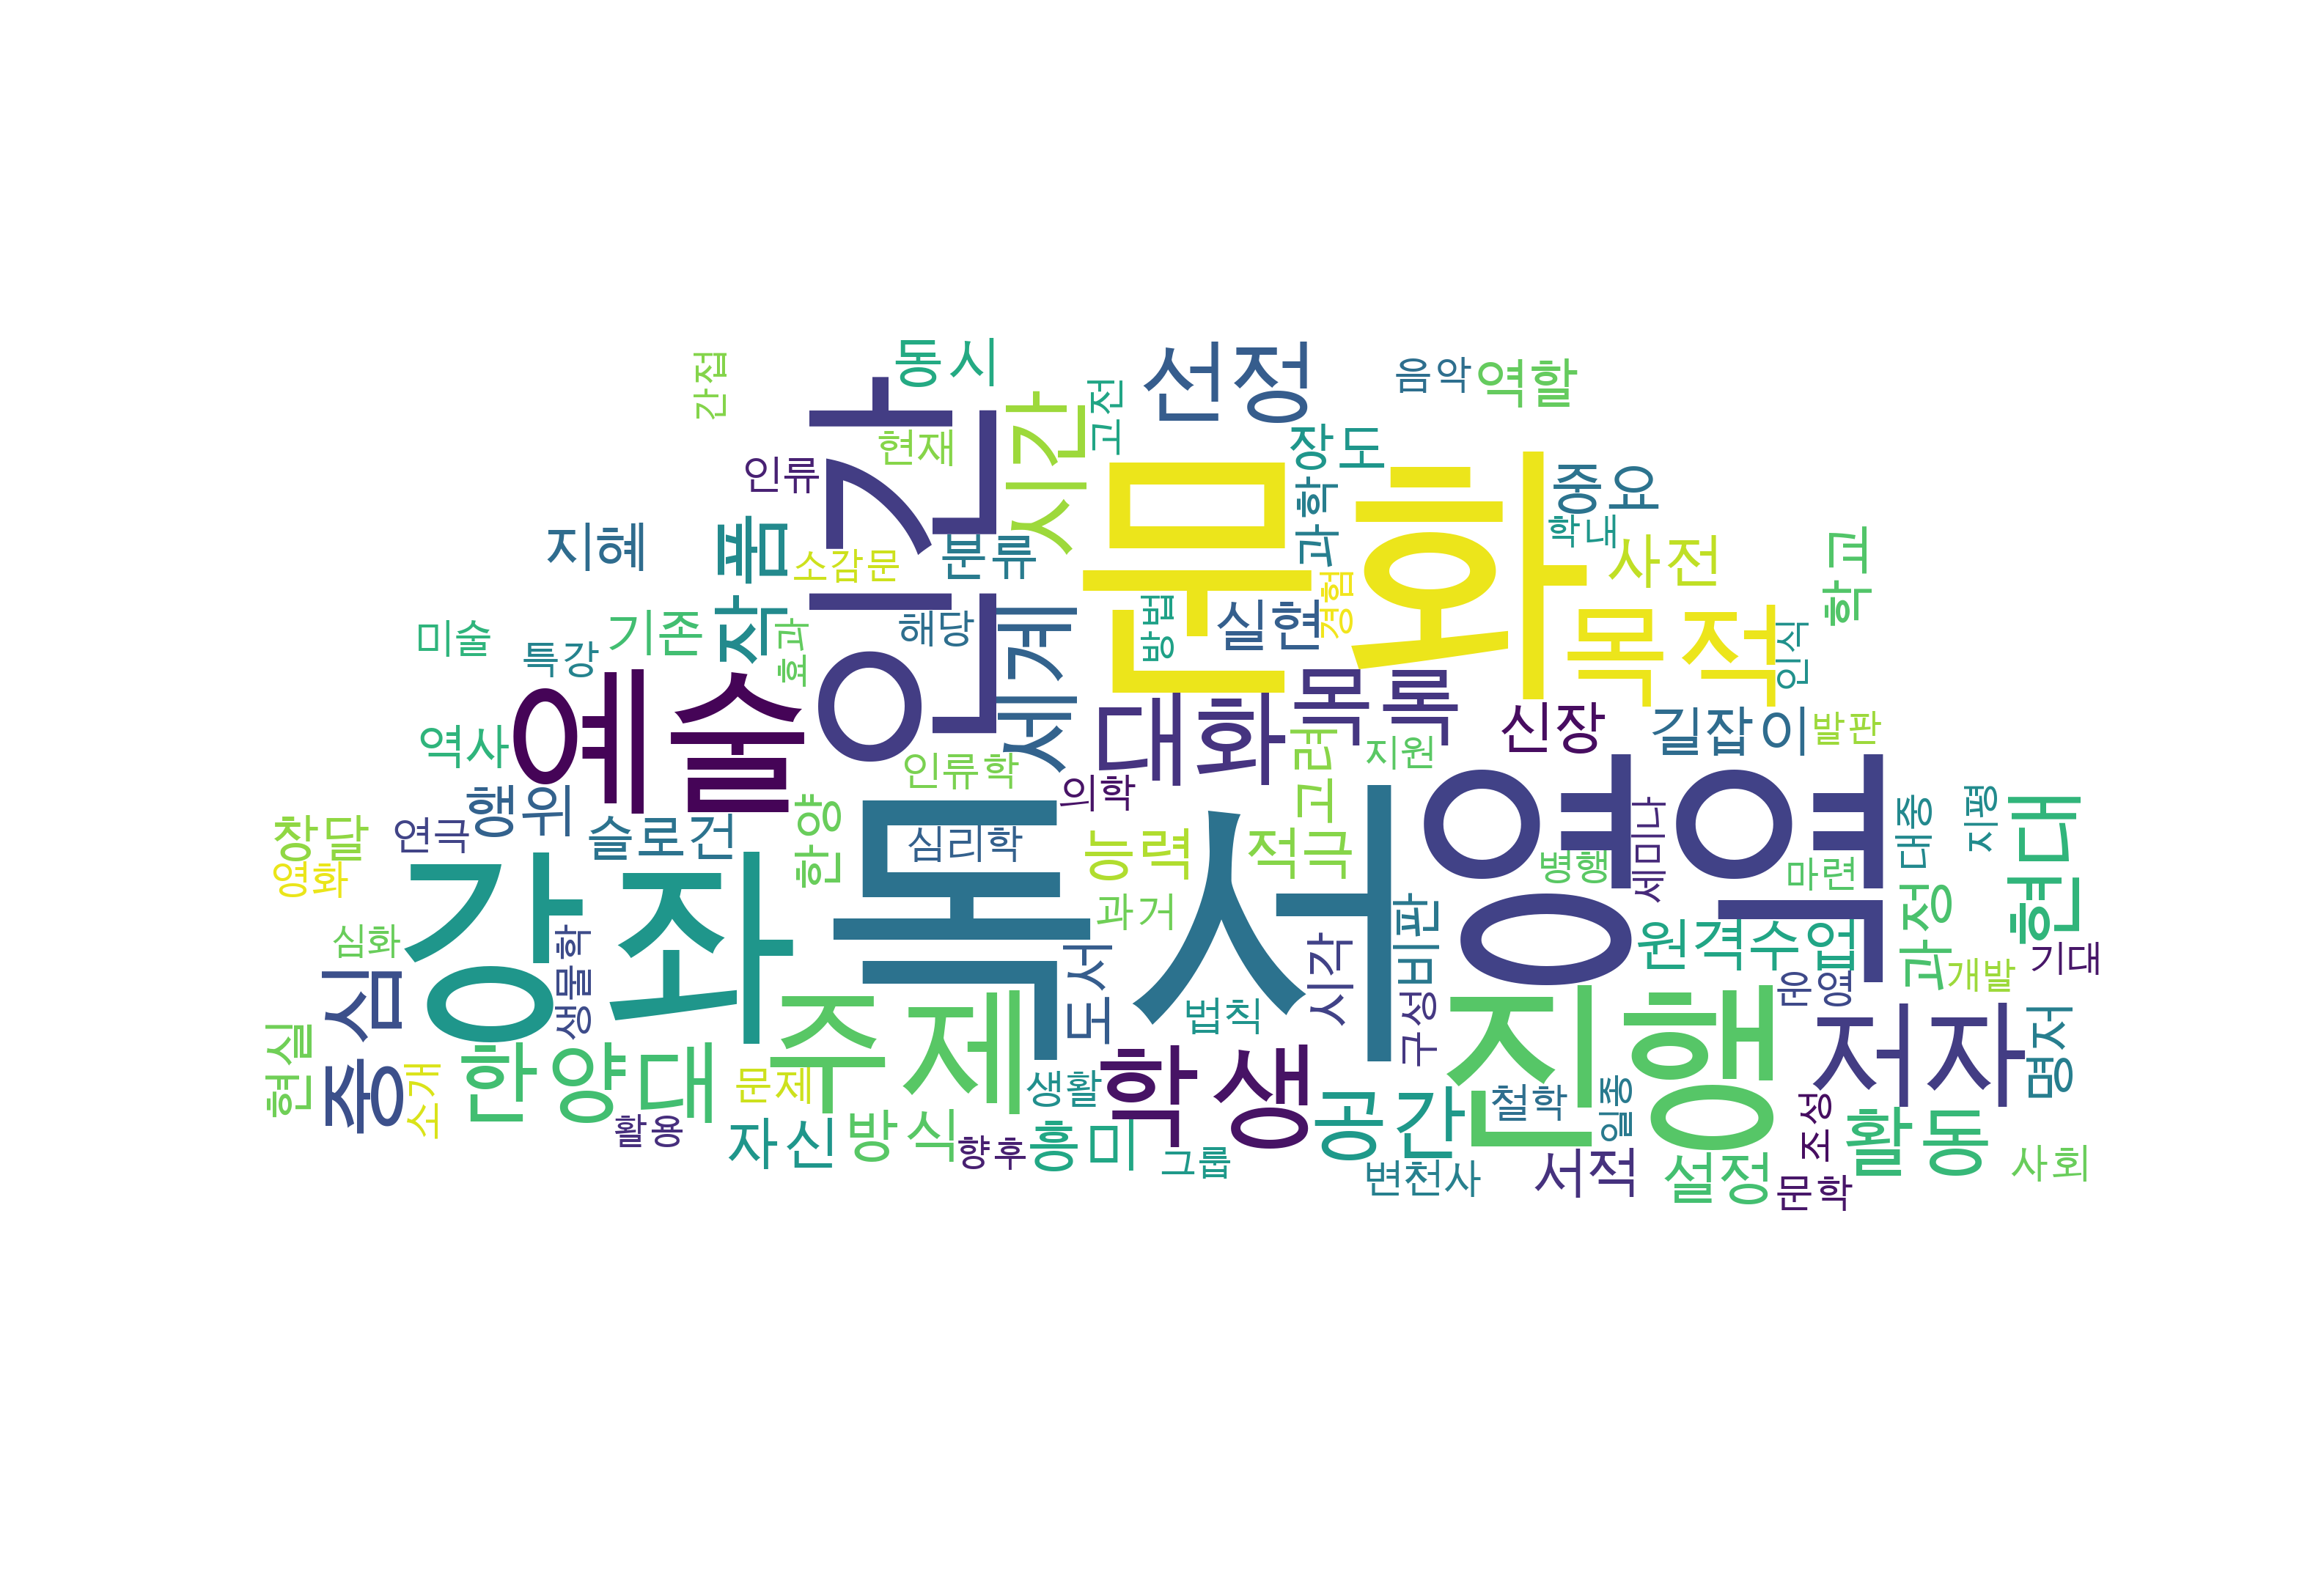 간접
동시
선정
음악
역할
고전
시간
현재
인류
인간
장도
문화
과학
중요
학내
사전
학교
지혜
작품
소감문
분류
세계
해당
방법
실현
경험
목적
인식
미술
특강
기존
효과
예술
대화
목록
고려
지원
신장
길잡이
발판
역사
행위
인류학
의학
독서
영역
창달
영화
연극
슬로건
한양
심리학
능력
적극
병행
세미나
마련
대중
지평
현대
심화
강좌
생물학
과거
도서
시각
비판
원격수업
과정
개발
기대
중심
현실
소개
한양대
주제
문제
법칙
구성
진행
운영
저자
명저
활용
자신
방식
향후
흥미
생활
학생
그룹
공간
변천사
철학
열중
서적
설정
조성
문학
활동
사회